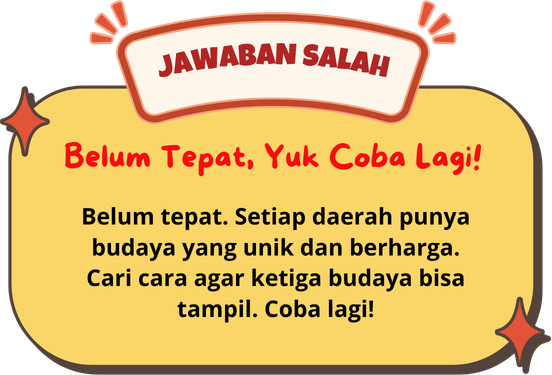 JAWABAN SALAH
Belum Tepat, Yuk Coba Lagi!
Belum tepat. Setiap daerah punya
budaya yang unik dan berharga.
Cari cara agar ketiga budaya bisa
tampil. Coba lagi!